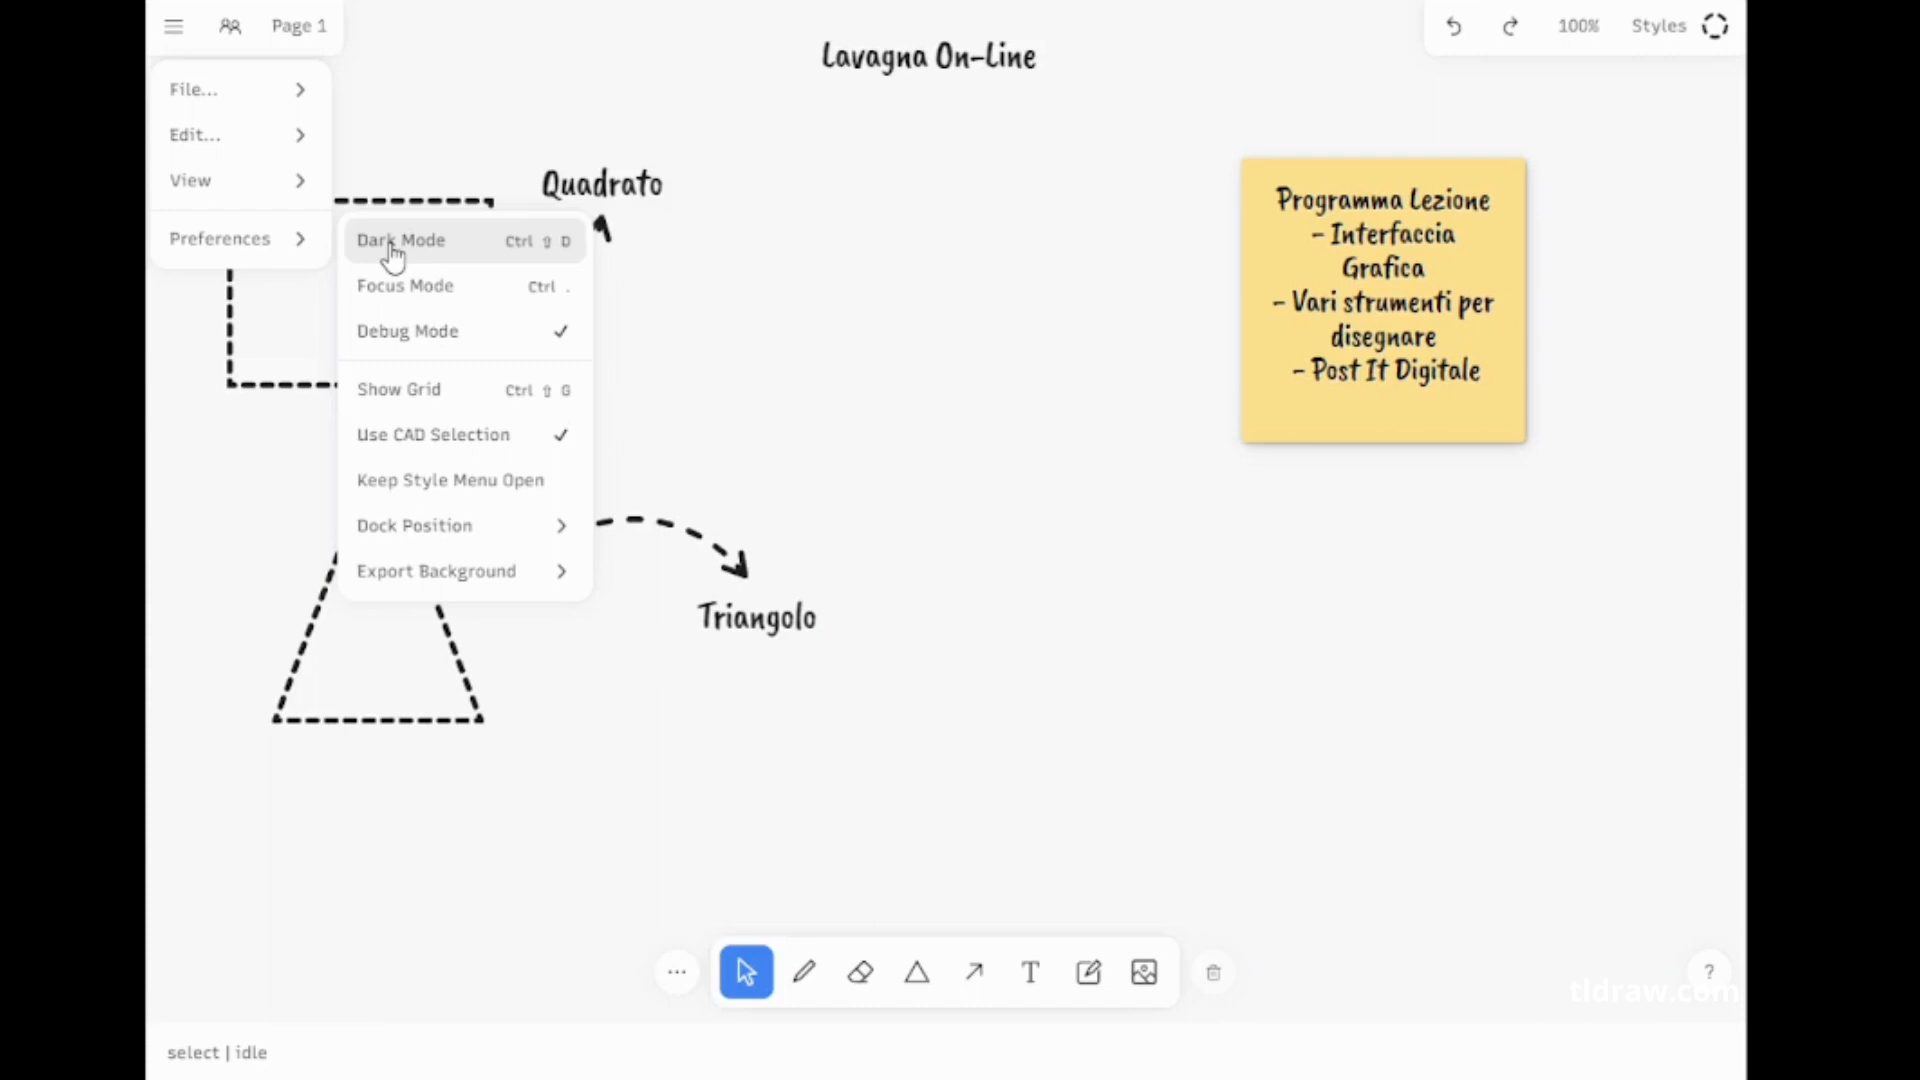 Page 1
100%
Styles
Lavagna On-Line
File...
Edit...
View
Preferences
Dark Mode Ctrl ⇧ D
Focus Mode Ctrl .
Debug Mode
Show Grid Ctrl ⇧ G
Use CAD Selection
Keep Style Menu Open
Dock Position
Export Background
Quadrato
Programma Lezione
- Interfaccia
Grafica
- Vari strumenti per
disegnare
- Post It Digitale
Triangolo
T
?
tldraw.com
select | idle